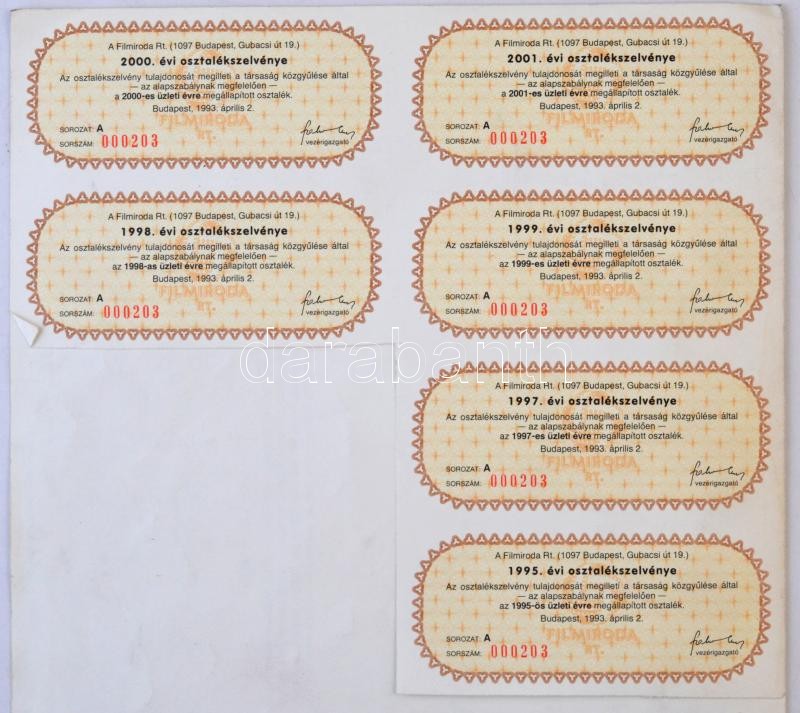 A Filmiroda Rt. (1097 Budapest, Gubacsi út 19.)
2000. évi osztalékszelvénye
Az osztalékszelvény tulajdonosát megilleti a társaság közgyűlése által
— az alapszabálynak megfelelően —
a 2000-es üzleti évre megállapított osztalék.
Budapest, 1993. április 2.
FILMIRODA
RT.
SOROZAT: A
SORSZÁM: 000203
vezérigazgató
A Filmiroda Rt. (1097 Budapest, Gubacsi út 19.)
2001. évi osztalékszelvénye
Az osztalékszelvény tulajdonosát megilleti a társaság közgyűlése által
— az alapszabálynak megfelelően —
a 2001-es üzleti évre megállapított osztalék.
Budapest, 1993. április 2.
FILMIRODA
RT.
SOROZAT: A
SORSZÁM: 000203
vezérigazgató
A Filmiroda Rt. (1097 Budapest, Gubacsi út 19.)
1998. évi osztalékszelvénye
Az osztalékszelvény tulajdonosát megilleti a társaság közgyűlése által
— az alapszabálynak megfelelően —
az 1998-as üzleti évre megállapított osztalék.
Budapest, 1993. április 2.
FILMIRODA
RT.
SOROZAT: A
SORSZÁM: 000203
vezérigazgató
A Filmiroda Rt. (1097 Budapest, Gubacsi út 19.)
1999. évi osztalékszelvénye
Az osztalékszelvény tulajdonosát megilleti a társaság közgyűlése által
— az alapszabálynak megfelelően —
az 1999-es üzleti évre megállapított osztalék.
Budapest, 1993. április 2.
FILMIRODA
RT.
SOROZAT: A
SORSZÁM: 000203
vezérigazgató
darabanth
A Filmiroda Rt. (1097 Budapest, Gubacsi út 19.)
1997. évi osztalékszelvénye
Az osztalékszelvény tulajdonosát megilleti a társaság közgyűlése által
— az alapszabálynak megfelelően —
az 1997-es üzleti évre megállapított osztalék.
Budapest, 1993. április 2.
FILMIRODA
RT.
SOROZAT: A
SORSZÁM: 000203
vezérigazgató
A Filmiroda Rt. (1097 Budapest, Gubacsi út 19.)
1995. évi osztalékszelvénye
Az osztalékszelvény tulajdonosát megilleti a társaság közgyűlése által
— az alapszabálynak megfelelően —
az 1995-ös üzleti évre megállapított osztalék.
Budapest, 1993. április 2.
FILMIRODA
RT.
SOROZAT: A
SORSZÁM: 000203
vezérigazgató